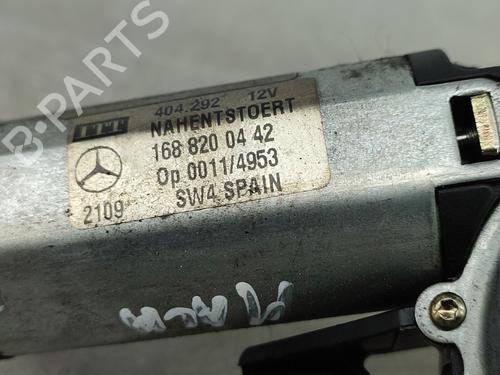 ITT 404.292 12V
NAHENTSTOERT
168 820 04 42
Op 0011/4953
2109 SW4 SPAIN
B-PARTS